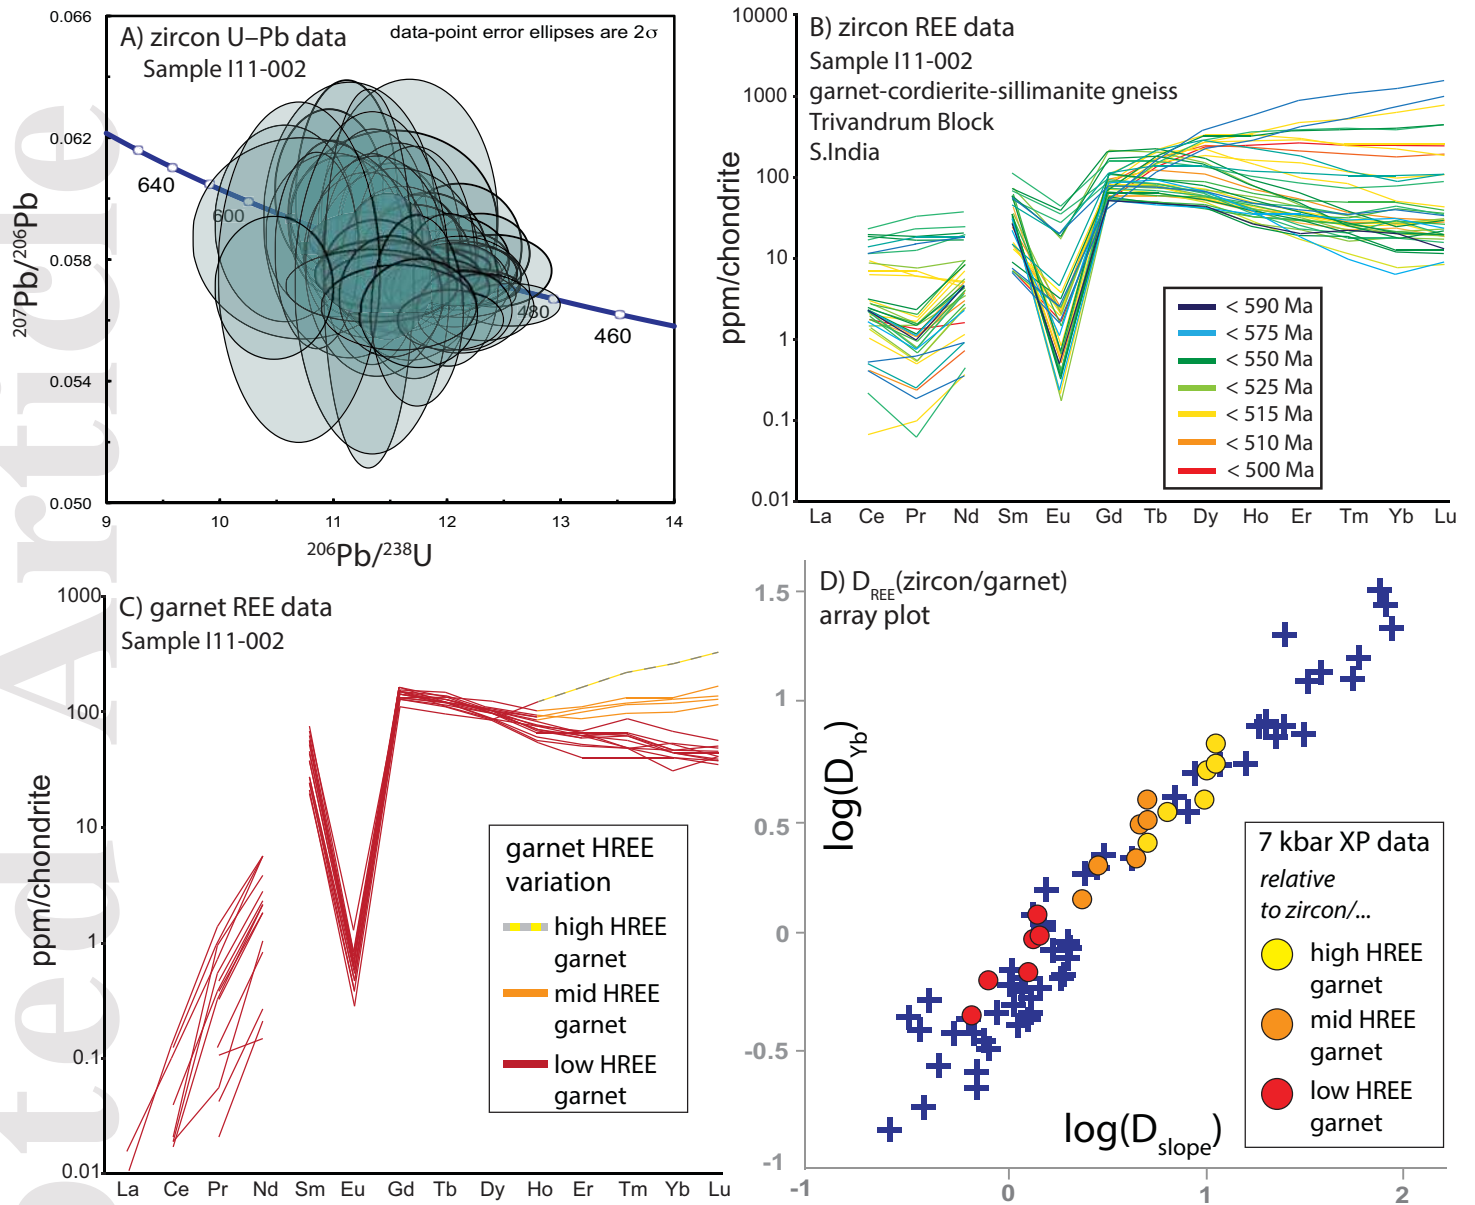 A) zircon U–Pb data
Sample I11-002
data-point error ellipses are 2σ
0.066
0.062
0.058
0.054
0.050
207Pb/206Pb
640
600
480
460
9 10 11 12 13 14
206Pb/238U
B) zircon REE data
Sample I11-002
garnet-cordierite-sillimanite gneiss
Trivandrum Block
S.India
10000
1000
100
10
1
0.1
0.01
ppm/chondrite
< 590 Ma
< 575 Ma
< 550 Ma
< 525 Ma
< 515 Ma
< 510 Ma
< 500 Ma
La Ce Pr Nd Sm Eu Gd Tb Dy Ho Er Tm Yb Lu
C) garnet REE data
Sample I11-002
1000
100
10
1
0.1
0.01
ppm/chondrite
garnet HREE
variation
high HREE
garnet
mid HREE
garnet
low HREE
garnet
La Ce Pr Nd Sm Eu Gd Tb Dy Ho Er Tm Yb Lu
D) DREE(zircon/garnet)
array plot
1.5
1
0.5
0
-0.5
-1
log(DYb)
7 kbar XP data
relative
to zircon/...
high HREE
garnet
mid HREE
garnet
low HREE
garnet
log(Dslope)
-1 0 1 2
pted Article